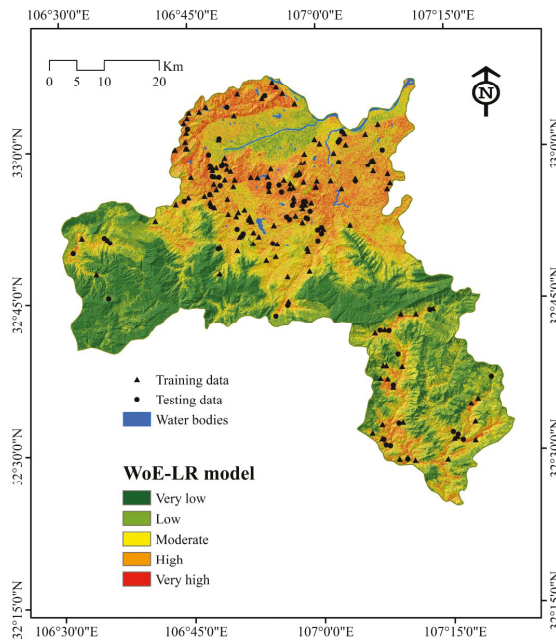 106°30'0"E 106°45'0"E 107°0'0"E 107°15'0"E
0 5 10 20 Km
N
33°0'0"N
33°0'0"N
32°45'0"N
32°45'0"N
Training data
Testing data
Water bodies
32°30'0"N
32°30'0"N
WoE-LR model
Very low
Low
Moderate
High
Very high
32°15'0"N
32°15'0"N
106°30'0"E 106°45'0"E 107°0'0"E 107°15'0"E